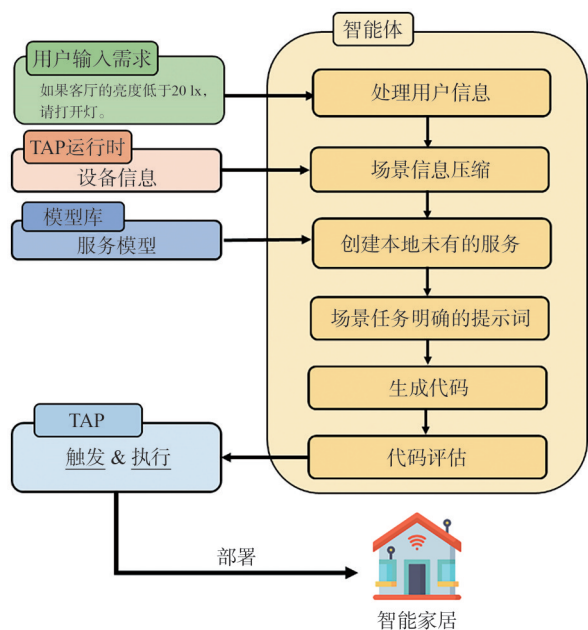 智能体
用户输入需求
如果客厅的亮度低于20 lx，
请打开灯。
处理用户信息
TAP运行时
设备信息
场景信息压缩
模型库
服务模型
创建本地未有的服务
场景任务明确的提示词
生成代码
TAP
触发 & 执行
代码评估
部署
智能家居